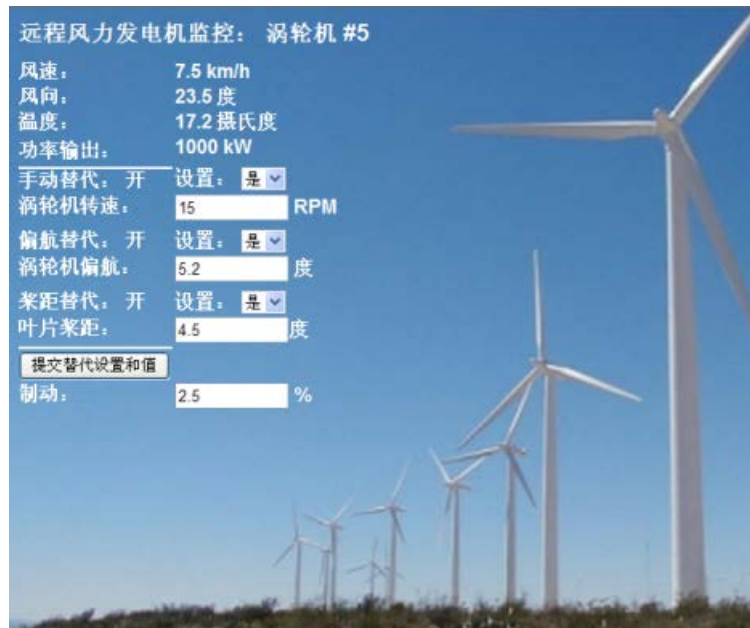 远程风力发电机监控： 涡轮机 #5
风速： 7.5 km/h
风向： 23.5 度
温度： 17.2 摄氏度
功率输出： 1000 kW
手动替代： 开 设置： 是
涡轮机转速： 15 RPM
偏航替代： 开 设置： 是
涡轮机偏航： 5.2 度
桨距替代： 开 设置： 是
叶片桨距： 4.5 度
提交替代设置和值
制动： 2.5 %